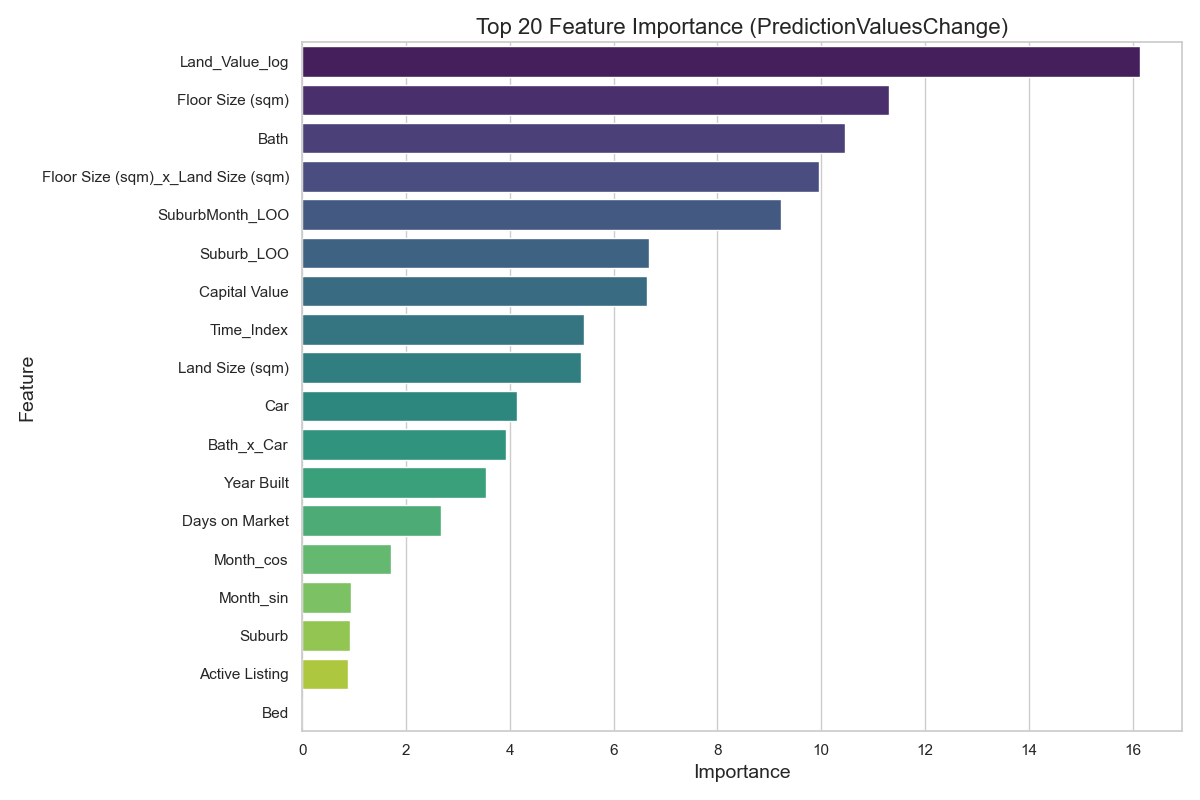 Top 20 Feature Importance (PredictionValuesChange)
Land_Value_log
Floor Size (sqm)
Bath
Floor Size (sqm)_x_Land Size (sqm)
SuburbMonth_LOO
Suburb_LOO
Capital Value
Time_Index
Land Size (sqm)
Car
Bath_x_Car
Year Built
Days on Market
Month_cos
Month_sin
Suburb
Active Listing
Bed
Feature
0 2 4 6 8 10 12 14 16
Importance